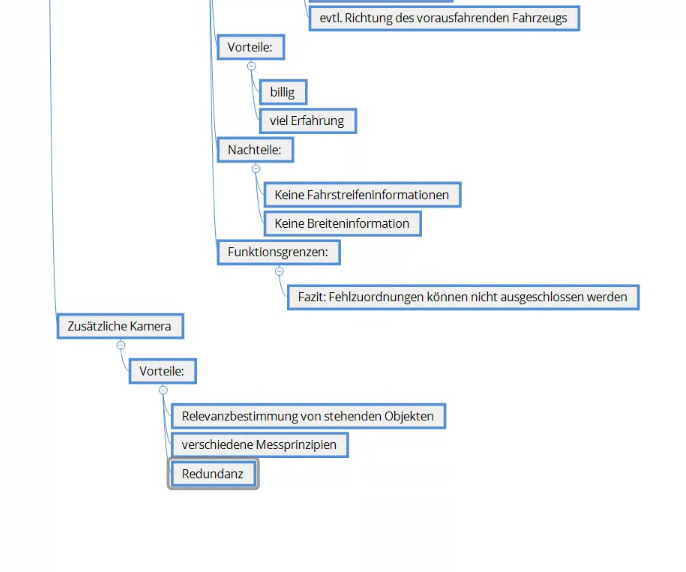 evtl. Richtung des vorausfahrenden Fahrzeugs
Vorteile:
billig
viel Erfahrung
Nachteile:
Keine Fahrstreifeninformationen
Keine Breiteninformation
Funktionsgrenzen:
Fazit: Fehlzuordnungen können nicht ausgeschlossen werden
Zusätzliche Kamera
Vorteile:
Relevanzbestimmung von stehenden Objekten
verschiedene Messprinzipien
Redundanz